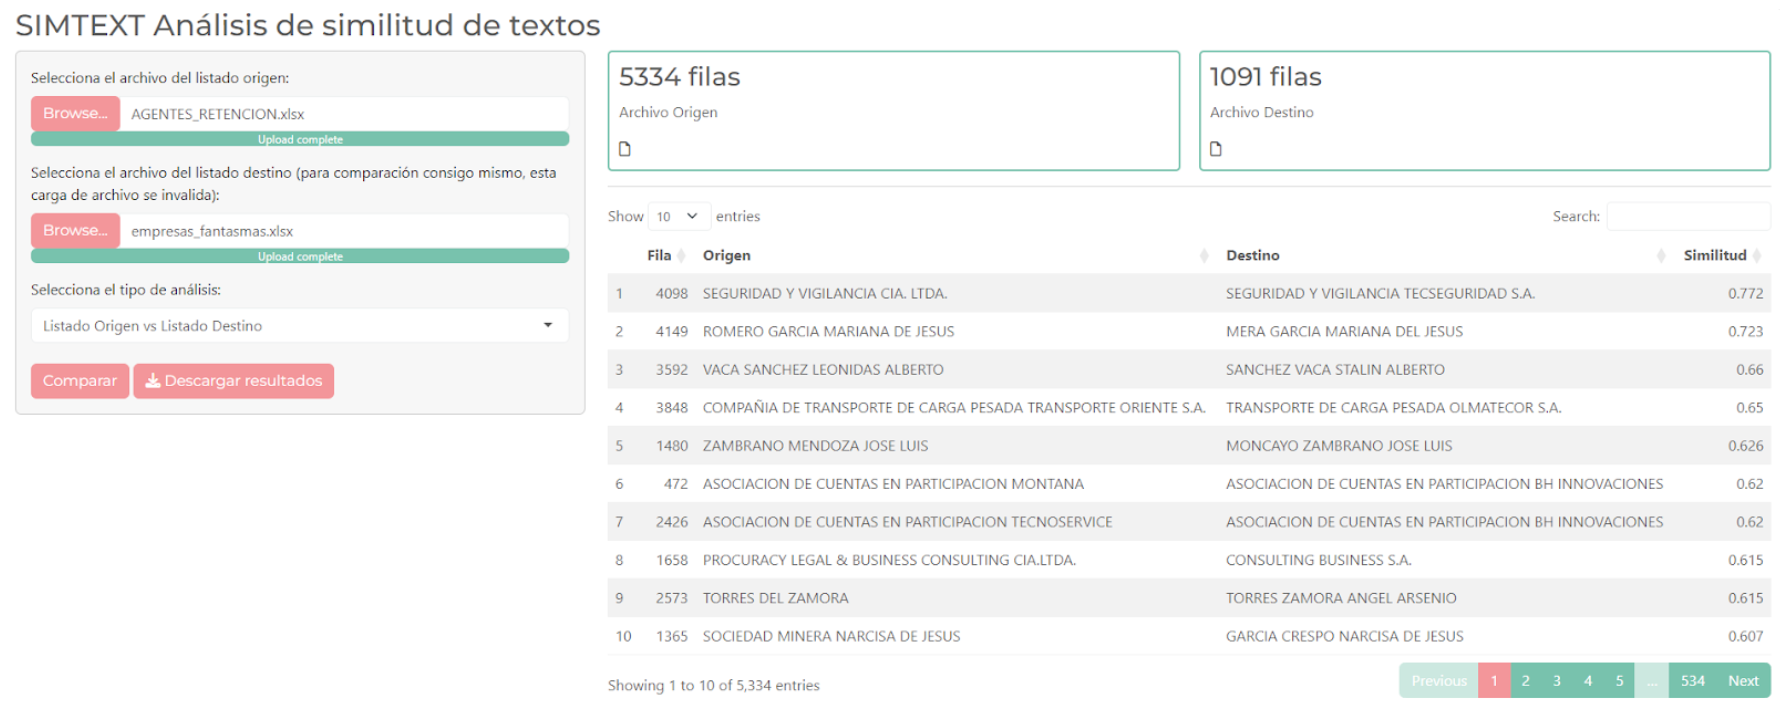 SIMTEXT Análisis de similitud de textos
Selecciona el archivo del listado origen:
Browse... AGENTES_RETENCION.xlsx
Upload complete
Selecciona el archivo del listado destino (para comparación consigo mismo, esta
carga de archivo se invalida):
Browse... empresas_fantasmas.xlsx
Upload complete
Selecciona el tipo de análisis:
Listado Origen vs Listado Destino
Comparar Descargar resultados
5334 filas
Archivo Origen
1091 filas
Archivo Destino
Show 10 entries
Search:
Fila Origen Destino Similitud
1 4098 SEGURIDAD Y VIGILANCIA CIA. LTDA. SEGURIDAD Y VIGILANCIA TECSEGURIDAD S.A. 0.772
2 4149 ROMERO GARCIA MARIANA DE JESUS MERA GARCIA MARIANA DEL JESUS 0.723
3 3592 VACA SANCHEZ LEONIDAS ALBERTO SANCHEZ VACA STALIN ALBERTO 0.66
4 3848 COMPAÑIA DE TRANSPORTE DE CARGA PESADA TRANSPORTE ORIENTE S.A. TRANSPORTE DE CARGA PESADA OLMATECOR S.A. 0.65
5 1480 ZAMBRANO MENDOZA JOSE LUIS MONCAYO ZAMBRANO JOSE LUIS 0.626
6 472 ASOCIACION DE CUENTAS EN PARTICIPACION MONTANA ASOCIACION DE CUENTAS EN PARTICIPACION BH INNOVACIONES 0.62
7 2426 ASOCIACION DE CUENTAS EN PARTICIPACION TECNOSERVICE ASOCIACION DE CUENTAS EN PARTICIPACION BH INNOVACIONES 0.62
8 1658 PROCURACY LEGAL & BUSINESS CONSULTING CIA.LTDA. CONSULTING BUSINESS S.A. 0.615
9 2573 TORRES DEL ZAMORA TORRES ZAMORA ANGEL ARSENIO 0.615
10 1365 SOCIEDAD MINERA NARCISA DE JESUS GARCIA CRESPO NARCISA DE JESUS 0.607
Showing 1 to 10 of 5,334 entries
Previous 1 2 3 4 5 ... 534 Next